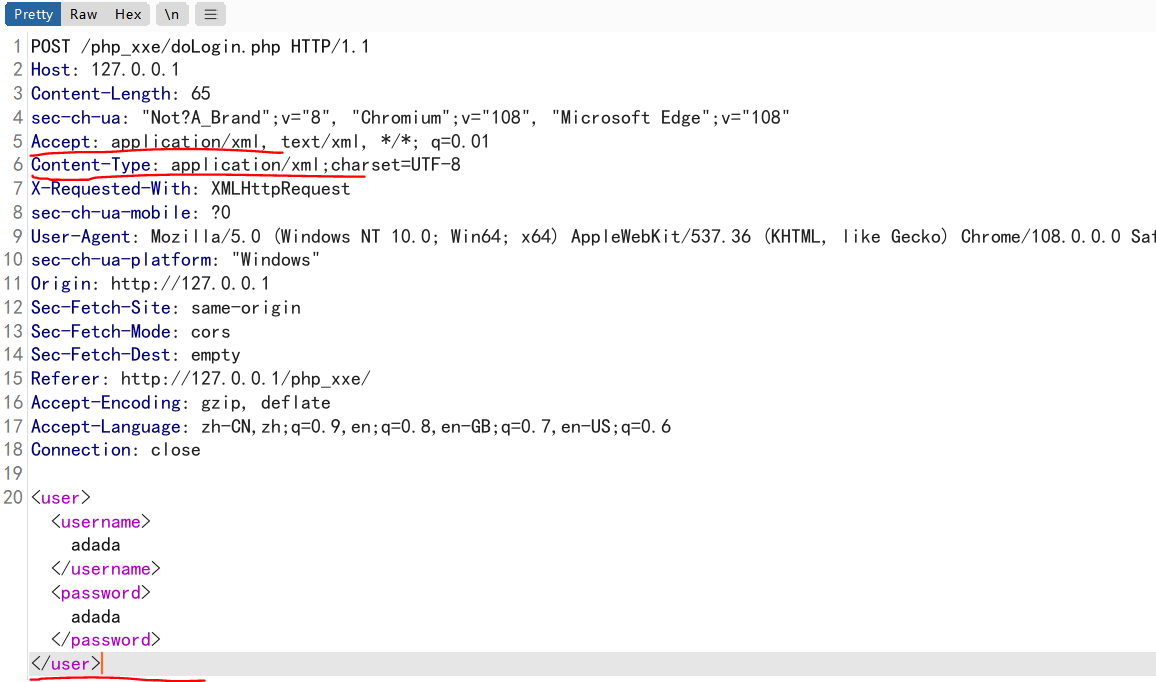 Pretty Raw Hex \n ≡
1 POST /php_xxe/doLogin.php HTTP/1.1
2 Host: 127.0.0.1
3 Content-Length: 65
4 sec-ch-ua: "Not?A_Brand";v="8", "Chromium";v="108", "Microsoft Edge";v="108"
5 Accept: application/xml, text/xml, */*; q=0.01
6 Content-Type: application/xml;charset=UTF-8
7 X-Requested-With: XMLHttpRequest
8 sec-ch-ua-mobile: ?0
9 User-Agent: Mozilla/5.0 (Windows NT 10.0; Win64; x64) AppleWebKit/537.36 (KHTML, like Gecko) Chrome/108.0.0.0
10 sec-ch-ua-platform: "Windows"
11 Origin: http://127.0.0.1
12 Sec-Fetch-Site: same-origin
13 Sec-Fetch-Mode: cors
14 Sec-Fetch-Dest: empty
15 Referer: http://127.0.0.1/php_xxe/
16 Accept-Encoding: gzip, deflate
17 Accept-Language: zh-CN,zh;q=0.9,en;q=0.8,en-GB;q=0.7,en-US;q=0.6
18 Connection: close
19
20 <user>
<username>
adada
</username>
<password>
adada
</password>
</user>